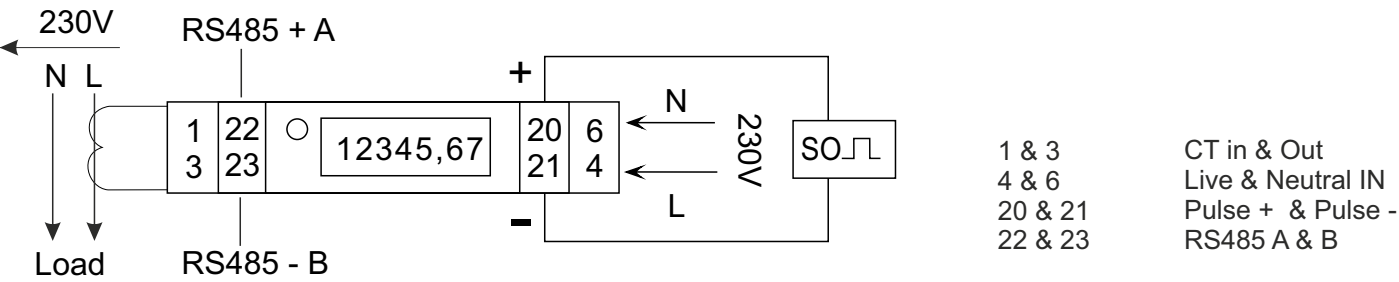 230V
N L
Load
RS485 + A
RS485 - B
1 22
3 23
12345,67
20 6
21 4
+
-
N
L
230V
SO
1 & 3 CT in & Out
4 & 6 Live & Neutral IN
20 & 21 Pulse + & Pulse -
22 & 23 RS485 A & B